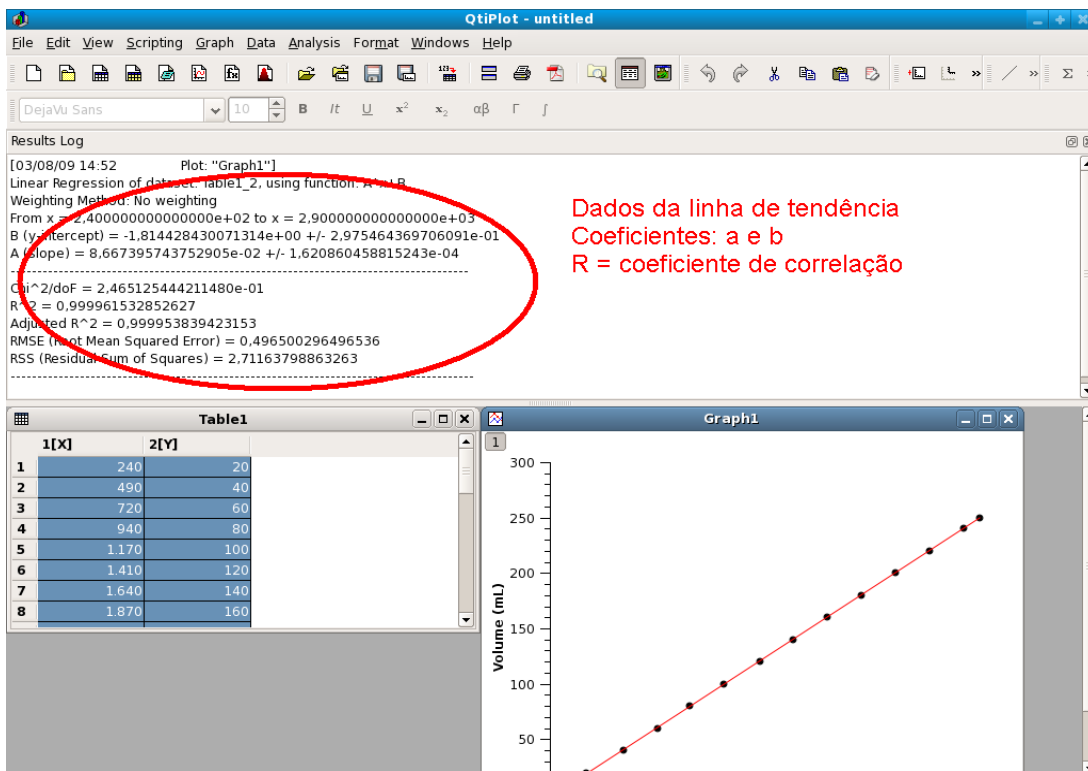 QtiPlot - untitled
File Edit View Scripting Graph Data Analysis Format Windows Help
DejaVu Sans 10 B It U x² x₂ αβ Γ ∫
Results Log
[03/08/09 14:52 Plot: "Graph1"]
Linear Regression of dataset: Table1_2, using function: A*x+B
Weighting Method: No weighting
From x = 2,400000000000000e+02 to x = 2,900000000000000e+03
B (y-intercept) = -1,814428430071314e+00 +/- 2,975464369706091e-01
A (slope) = 8,667395743752905e-02 +/- 1,620860458815243e-04
---------------------------------------------------------------------------------------
Chi^2/doF = 2,465125444211480e-01
R^2 = 0,999961532852627
Adjusted R^2 = 0,999953839423153
RMSE (Root Mean Squared Error) = 0,496500296496536
RSS (Residual Sum of Squares) = 2,71163798863263
---------------------------------------------------------------------------------------
Dados da linha de tendência
Coeficientes: a e b
R = coeficiente de correlação
Table1
1[X] 2[Y]
1 240 20
2 490 40
3 720 60
4 940 80
5 1.170 100
6 1.410 120
7 1.640 140
8 1.870 160
Graph1
1
300
250
200
150
100
50
Volume (mL)